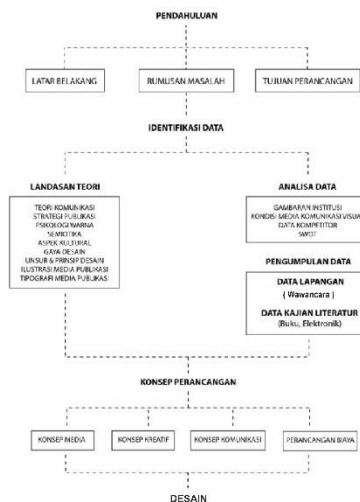 PENDAHULUAN
LATAR BELAKANG
RUMUSAN MASALAH
TUJUAN PERANCANGAN
IDENTIFIKASI DATA
LANDASAN TEORI
TEORI KOMUNIKASI
STRATEGI PUBLIKASI
PSIKOLOGI WARNA
SEMIOTIKA
ASPEK KULTURAL
GAYA DESAIN
UNSUR & PRINSIP DESAIN
ILUSTRASI MEDIA PUBLIKASI
TIPOGRAFI MEDIA PUBLIKASI
ANALISA DATA
GAMBARAN INSTITUSI
KONDISI MEDIA KOMUNIKASI VISUAL
DATA KOMPETITOR
SWOT
PENGUMPULAN DATA
DATA LAPANGAN
( Wawancara )
DATA KAJIAN LITERATUR
(Buku, Elektronik)
KONSEP PERANCANGAN
KONSEP MEDIA
KONSEP KREATIF
KONSEP KOMUNIKASI
PERANCANGAN BIAYA
DESAIN